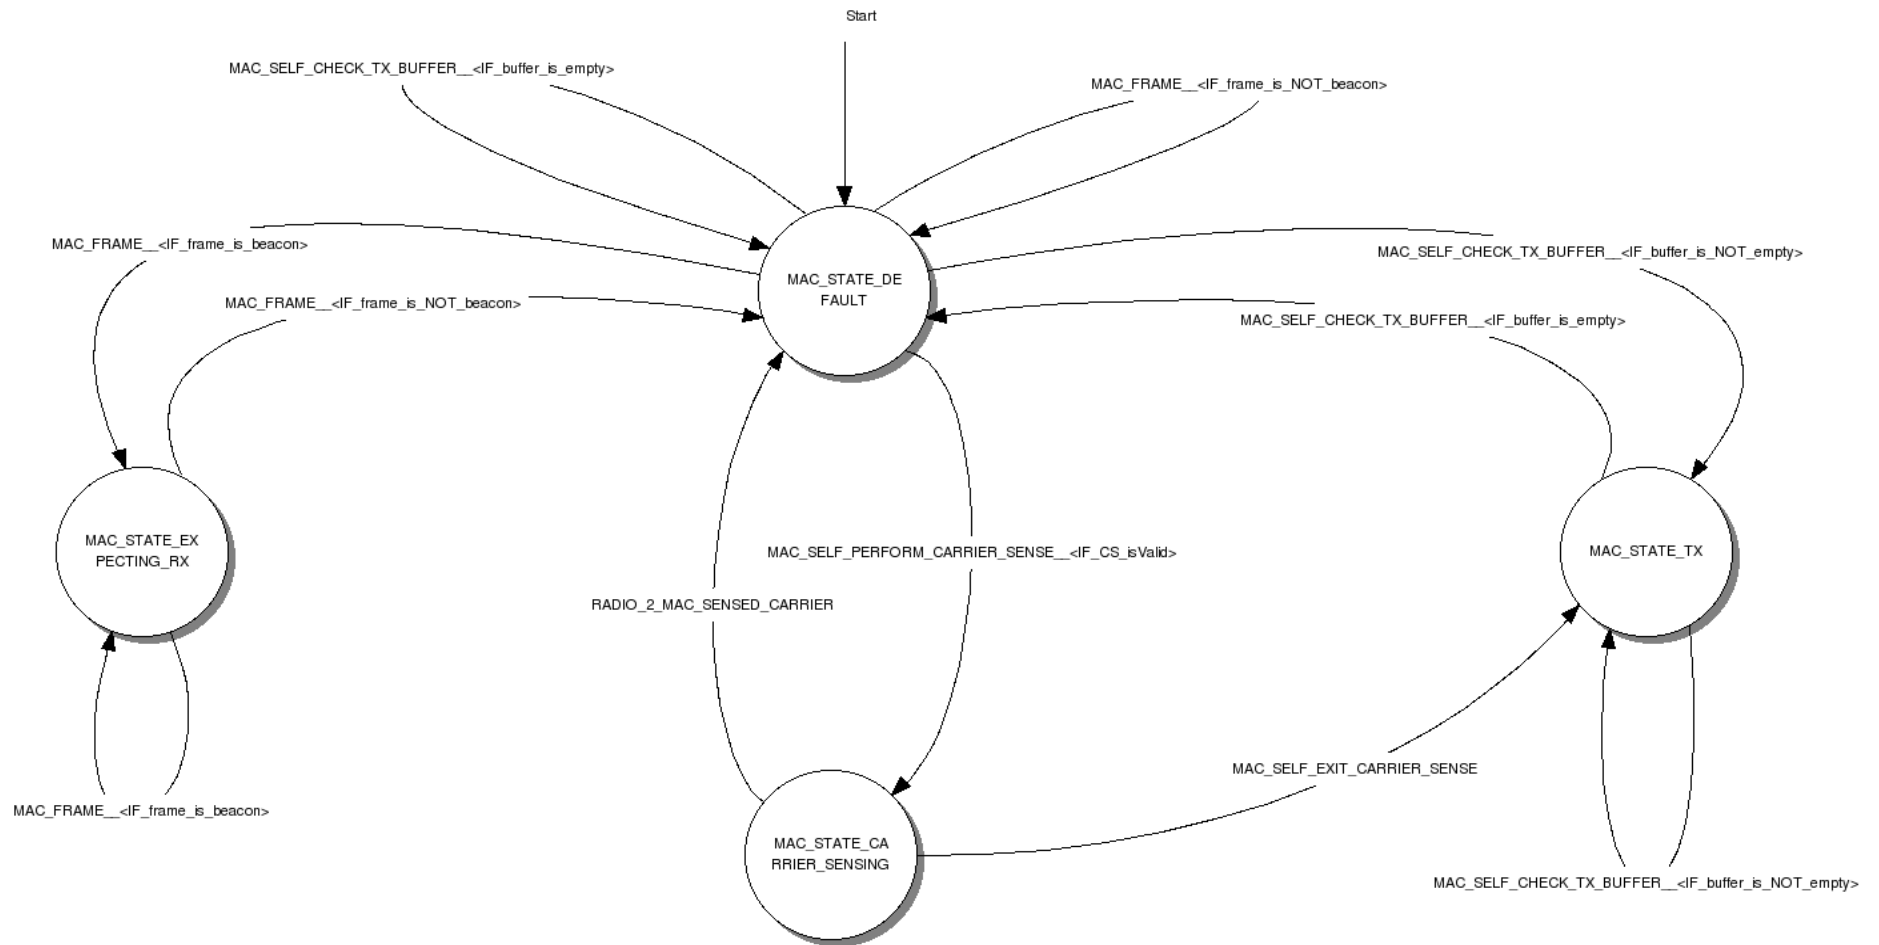 Start
MAC_SELF_CHECK_TX_BUFFER__<IF_buffer_is_empty>
MAC_FRAME__<IF_frame_is_NOT_beacon>
MAC_FRAME__<IF_frame_is_beacon>
MAC_SELF_CHECK_TX_BUFFER__<IF_buffer_is_NOT_empty>
MAC_STATE_DE
FAULT
MAC_FRAME__<IF_frame_is_NOT_beacon>
MAC_SELF_CHECK_TX_BUFFER__<IF_buffer_is_empty>
MAC_STATE_EX
PECTING_RX
MAC_SELF_PERFORM_CARRIER_SENSE__<IF_CS_isValid>
MAC_STATE_TX
RADIO_2_MAC_SENSED_CARRIER
MAC_SELF_EXIT_CARRIER_SENSE
MAC_FRAME__<IF_frame_is_beacon>
MAC_STATE_CA
RRIER_SENSING
MAC_SELF_CHECK_TX_BUFFER__<IF_buffer_is_NOT_empty>